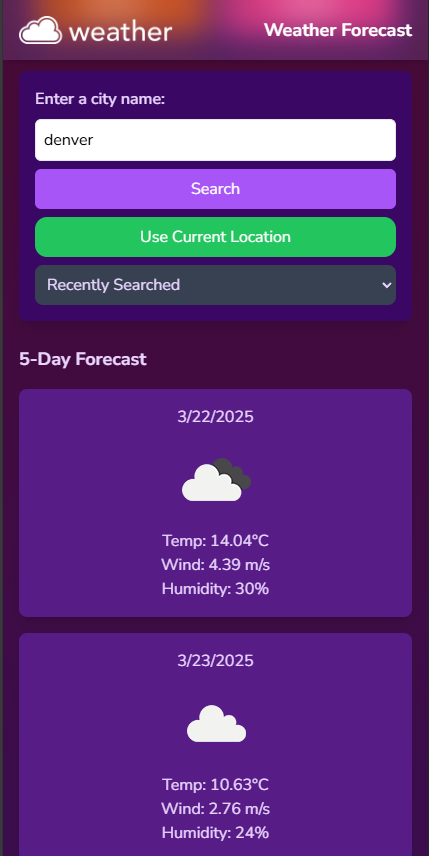 weather
Weather Forecast
Enter a city name:
denver
Search
Use Current Location
Recently Searched
5-Day Forecast
3/22/2025
Temp: 14.04°C
Wind: 4.39 m/s
Humidity: 30%
3/23/2025
Temp: 10.63°C
Wind: 2.76 m/s
Humidity: 24%